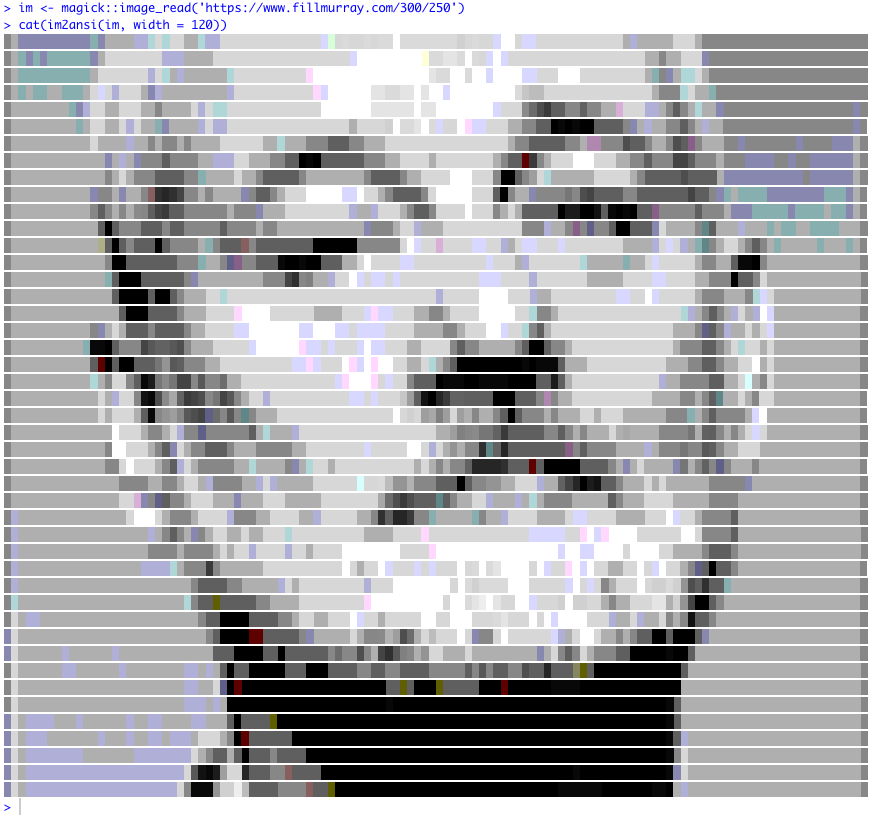 > im <- magick::image_read('https://www.fillmurray.com/300/250')
> cat(im2ansi(im, width = 120))
>